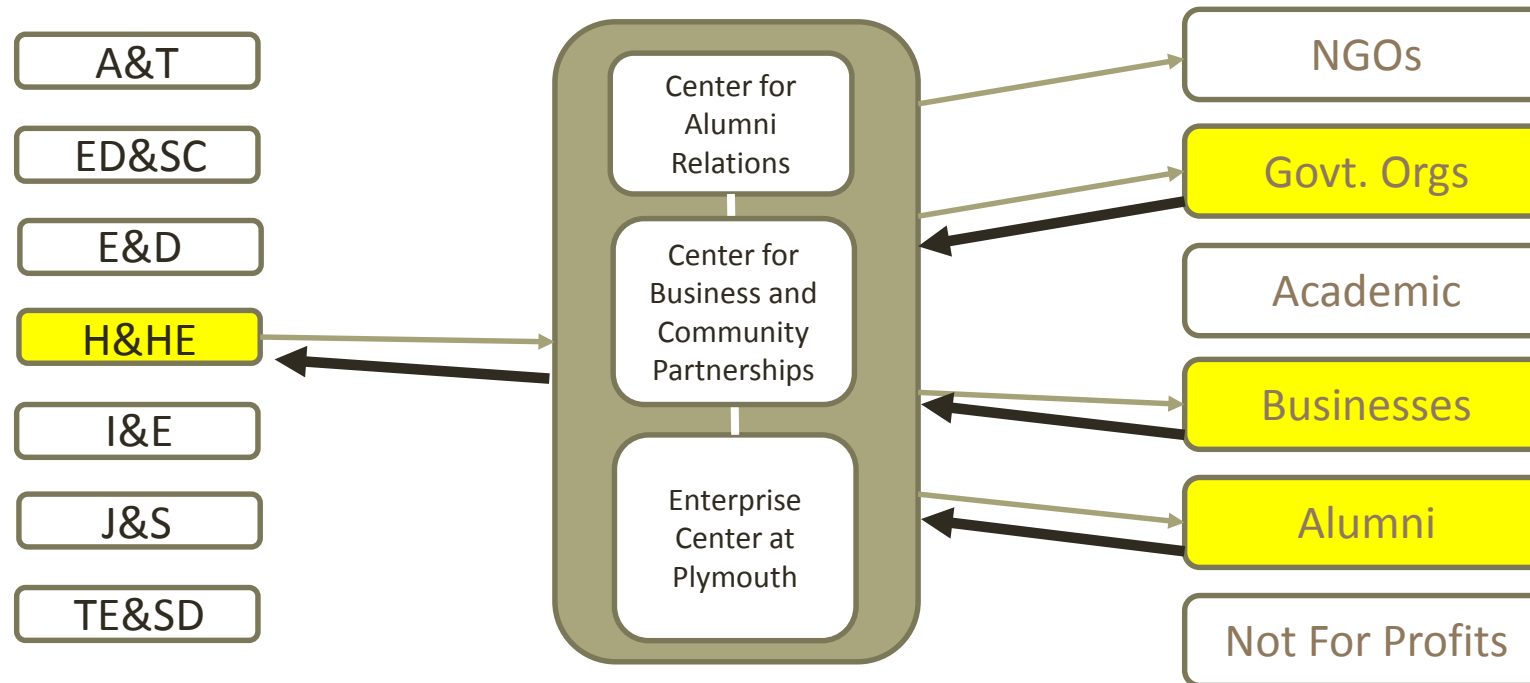 A&T
ED&SC
E&D
H&HE
I&E
J&S
TE&SD
Center for
Alumni
Relations
Center for
Business and
Community
Partnerships
Enterprise
Center at
Plymouth
NGOs
Govt. Orgs
Academic
Businesses
Alumni
Not For Profits